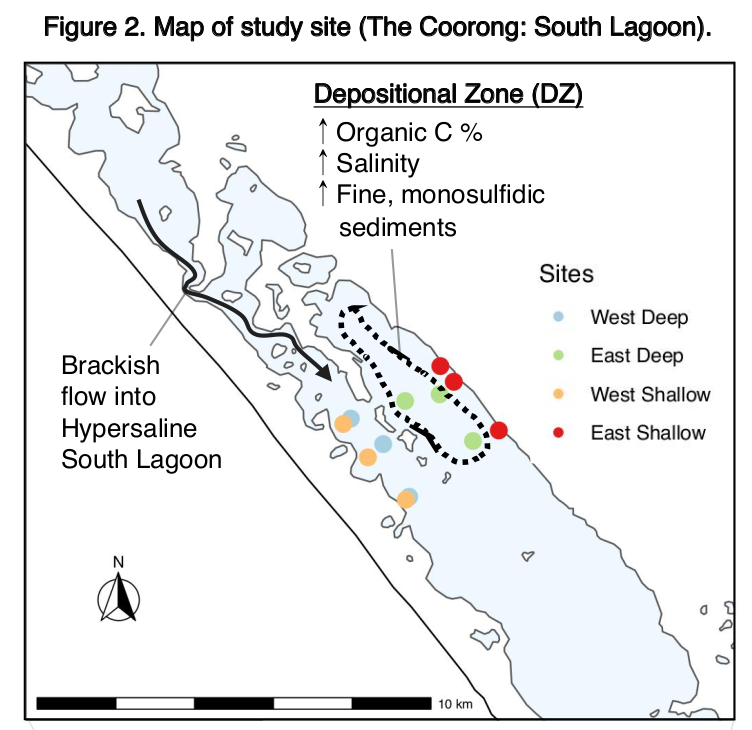 Figure 2. Map of study site (The Coorong: South Lagoon).
Depositional Zone (DZ)
↑ Organic C %
↑ Salinity
↑ Fine, monosulfidic
sediments
Sites
West Deep
East Deep
West Shallow
East Shallow
Brackish
flow into
Hypersaline
South Lagoon
N
10 km